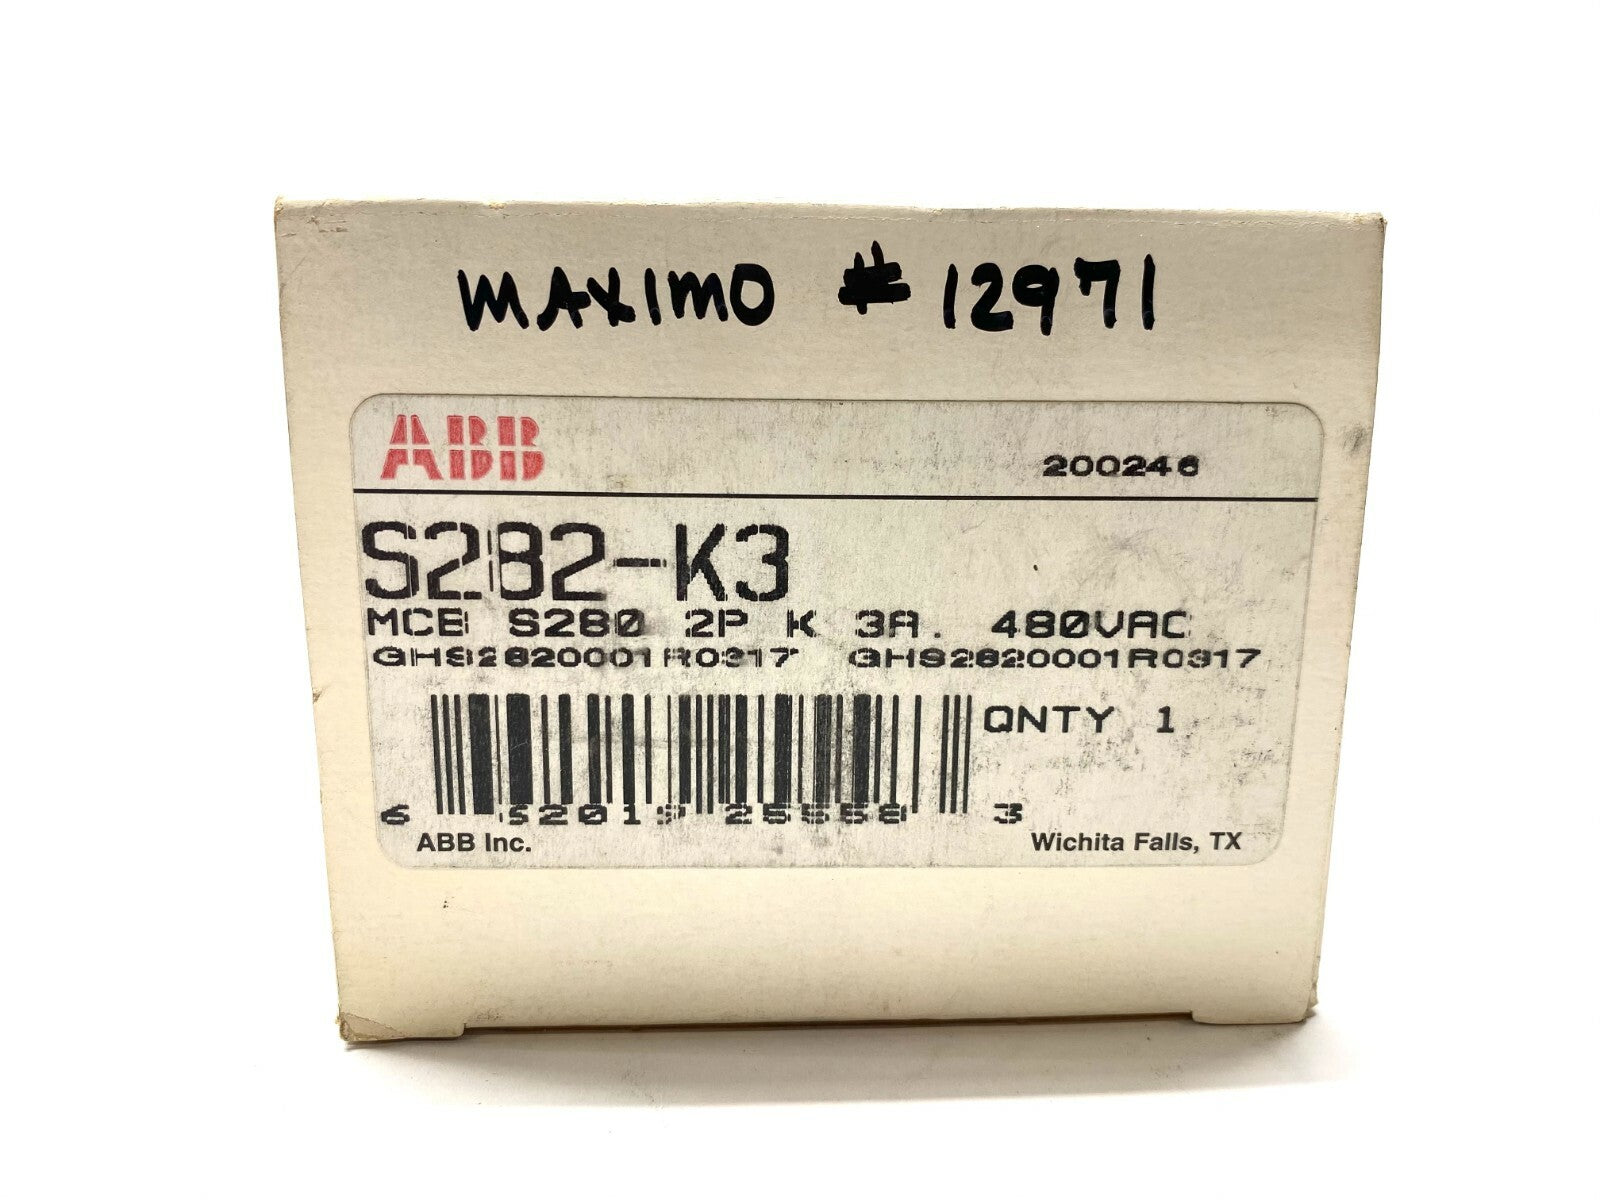 MAXIMO # 12971
ABB
200246
S282-K3
MCB S280 2P K 3A. 480VAC
GHS2820001R0317 GHS2820001R0317
QNTY 1
6 52019 25558 3
ABB Inc. Wichita Falls, TX